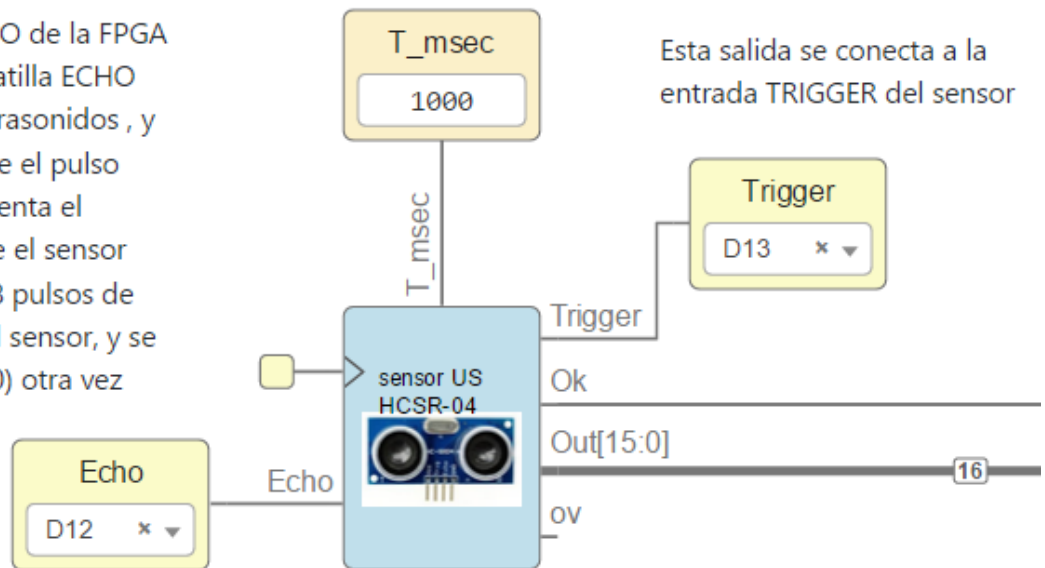 O de la FPGA
atilla ECHO
rasonidos , y
e el pulso
enta el
e el sensor
3 pulsos de
sensor, y se
0) otra vez
T_msec
1000
Esta salida se conecta a la
entrada TRIGGER del sensor
Trigger
D13
T_msec
Trigger
sensor US
HCSR-04
Ok
Out[15:0]
16
ov
Echo
D12
Echo